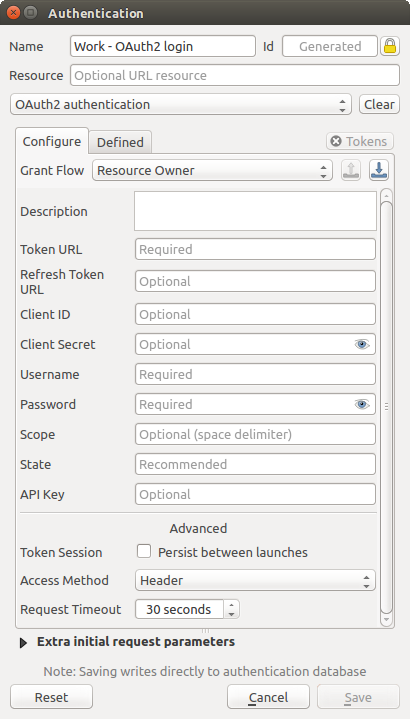 Authentication
Name Work - OAuth2 login Id Generated
Resource Optional URL resource
OAuth2 authentication Clear
Configure Defined Tokens
Grant Flow Resource Owner
Description
Token URL Required
Refresh Token
URL Optional
Client ID Optional
Client Secret Optional
Username Required
Password Required
Scope Optional (space delimiter)
State Recommended
API Key Optional
Advanced
Token Session Persist between launches
Access Method Header
Request Timeout 30 seconds
Extra initial request parameters
Note: Saving writes directly to authentication database
Reset Cancel Save